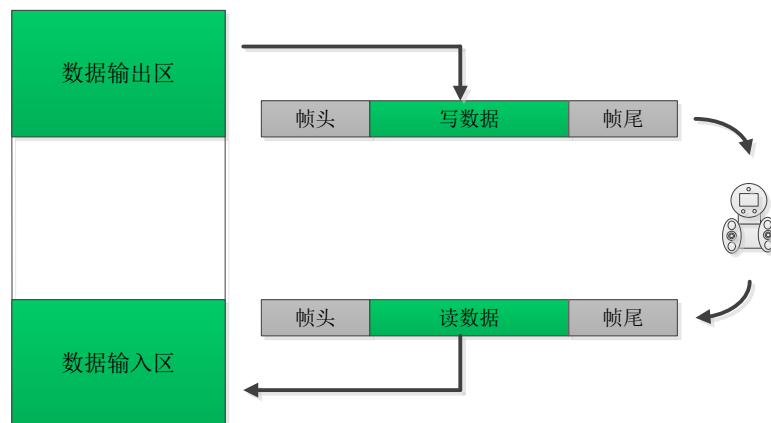 数据输出区
帧头 写数据 帧尾
帧头 读数据 帧尾
数据输入区